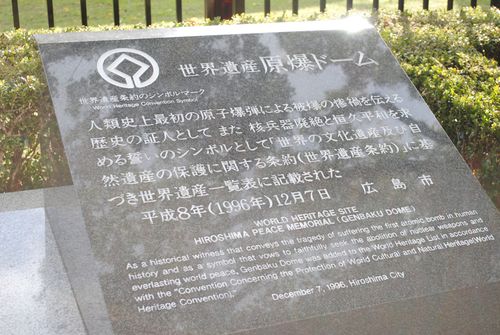 世界遺産 原爆ドーム
世界遺産条約のシンボルマーク
World Heritage Convention Symbol
人類史上最初の原子爆弾による被爆の惨禍を伝える
歴史の証人として また 核兵器廃絶と恒久平和を求
める誓いのシンボルとして「世界の文化遺産及び自
然遺産の保護に関する条約(世界遺産条約)」に基
づき世界遺産一覧表に記載された
平成8年(1996年)12月7日 広島市
WORLD HERITAGE SITE
HIROSHIMA PEACE MEMORIAL (GENBAKU DOME)
As a historical witness that conveys the tragedy of suffering the first atomic bomb in human
history and as a symbol that vows to faithfully seek the abolition of nuclear weapons and
everlasting world peace, Genbaku Dome was added to the World Heritage List in accordance
with the "Convention Concerning the Protection of World Cultural and Natural Heritage(World
Heritage Convention).
December 7, 1996, Hiroshima City